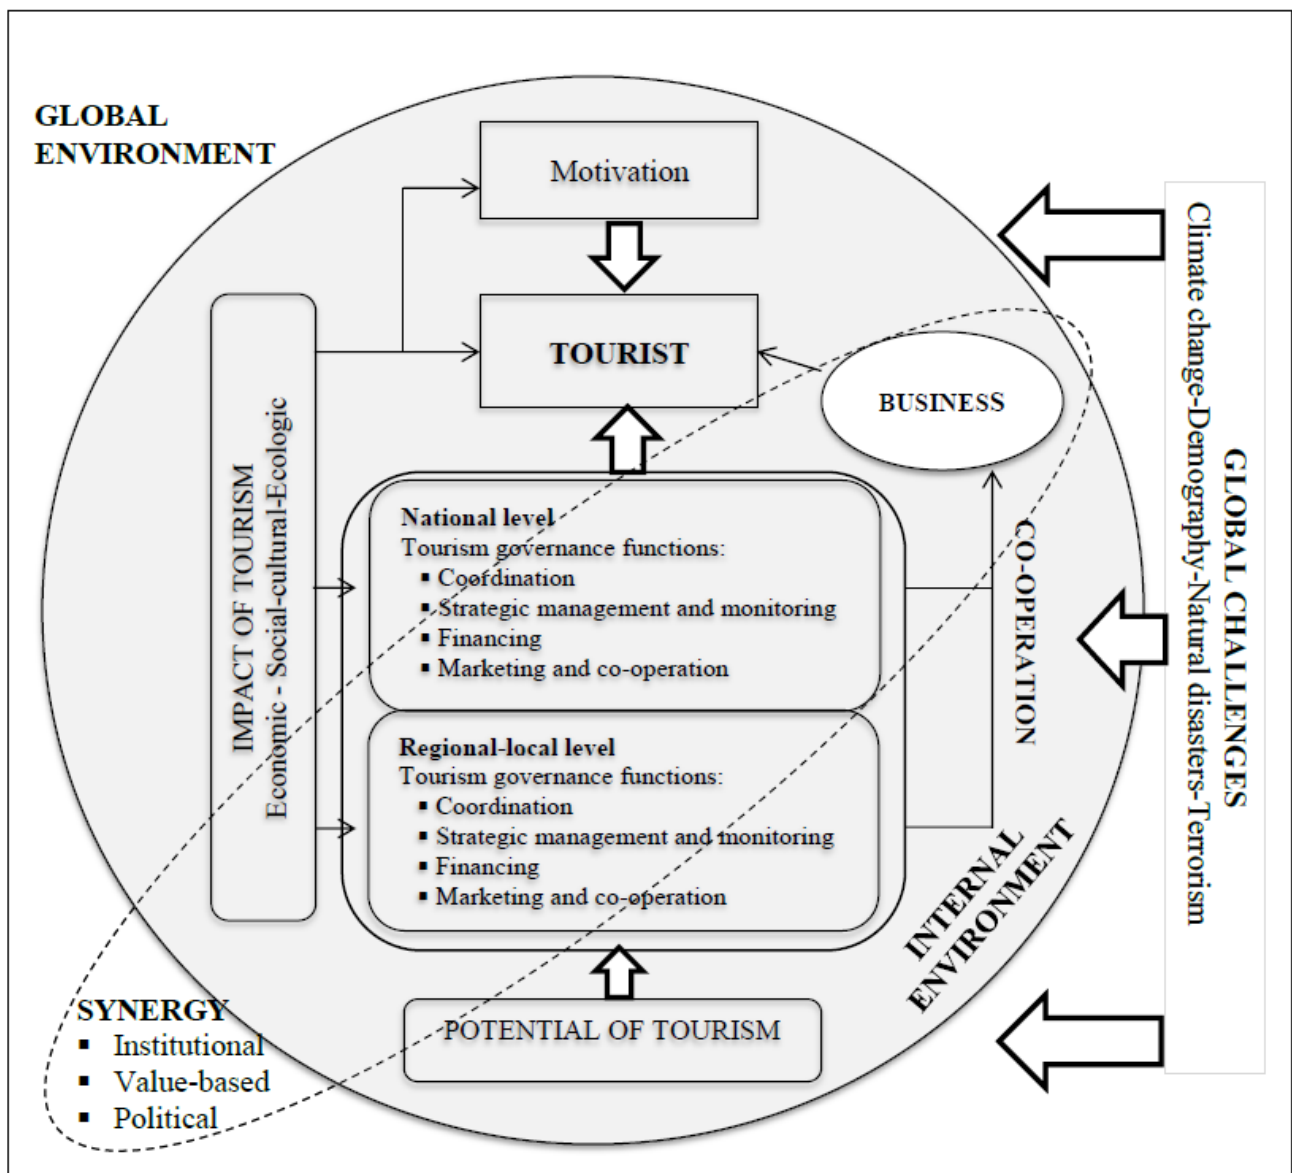 GLOBAL
ENVIRONMENT
Motivation
TOURIST
BUSINESS
IMPACT OF TOURISM
Economic - Social-cultural-Ecologic
National level
Tourism governance functions:
▪ Coordination
▪ Strategic management and monitoring
▪ Financing
▪ Marketing and co-operation
Regional-local level
Tourism governance functions:
▪ Coordination
▪ Strategic management and monitoring
▪ Financing
▪ Marketing and co-operation
CO-OPERATION
INTERNAL
ENVIRONMENT
POTENTIAL OF TOURISM
SYNERGY
▪ Institutional
▪ Value-based
▪ Political
GLOBAL CHALLENGES
Climate change-Demography-Natural disasters-Terrorism